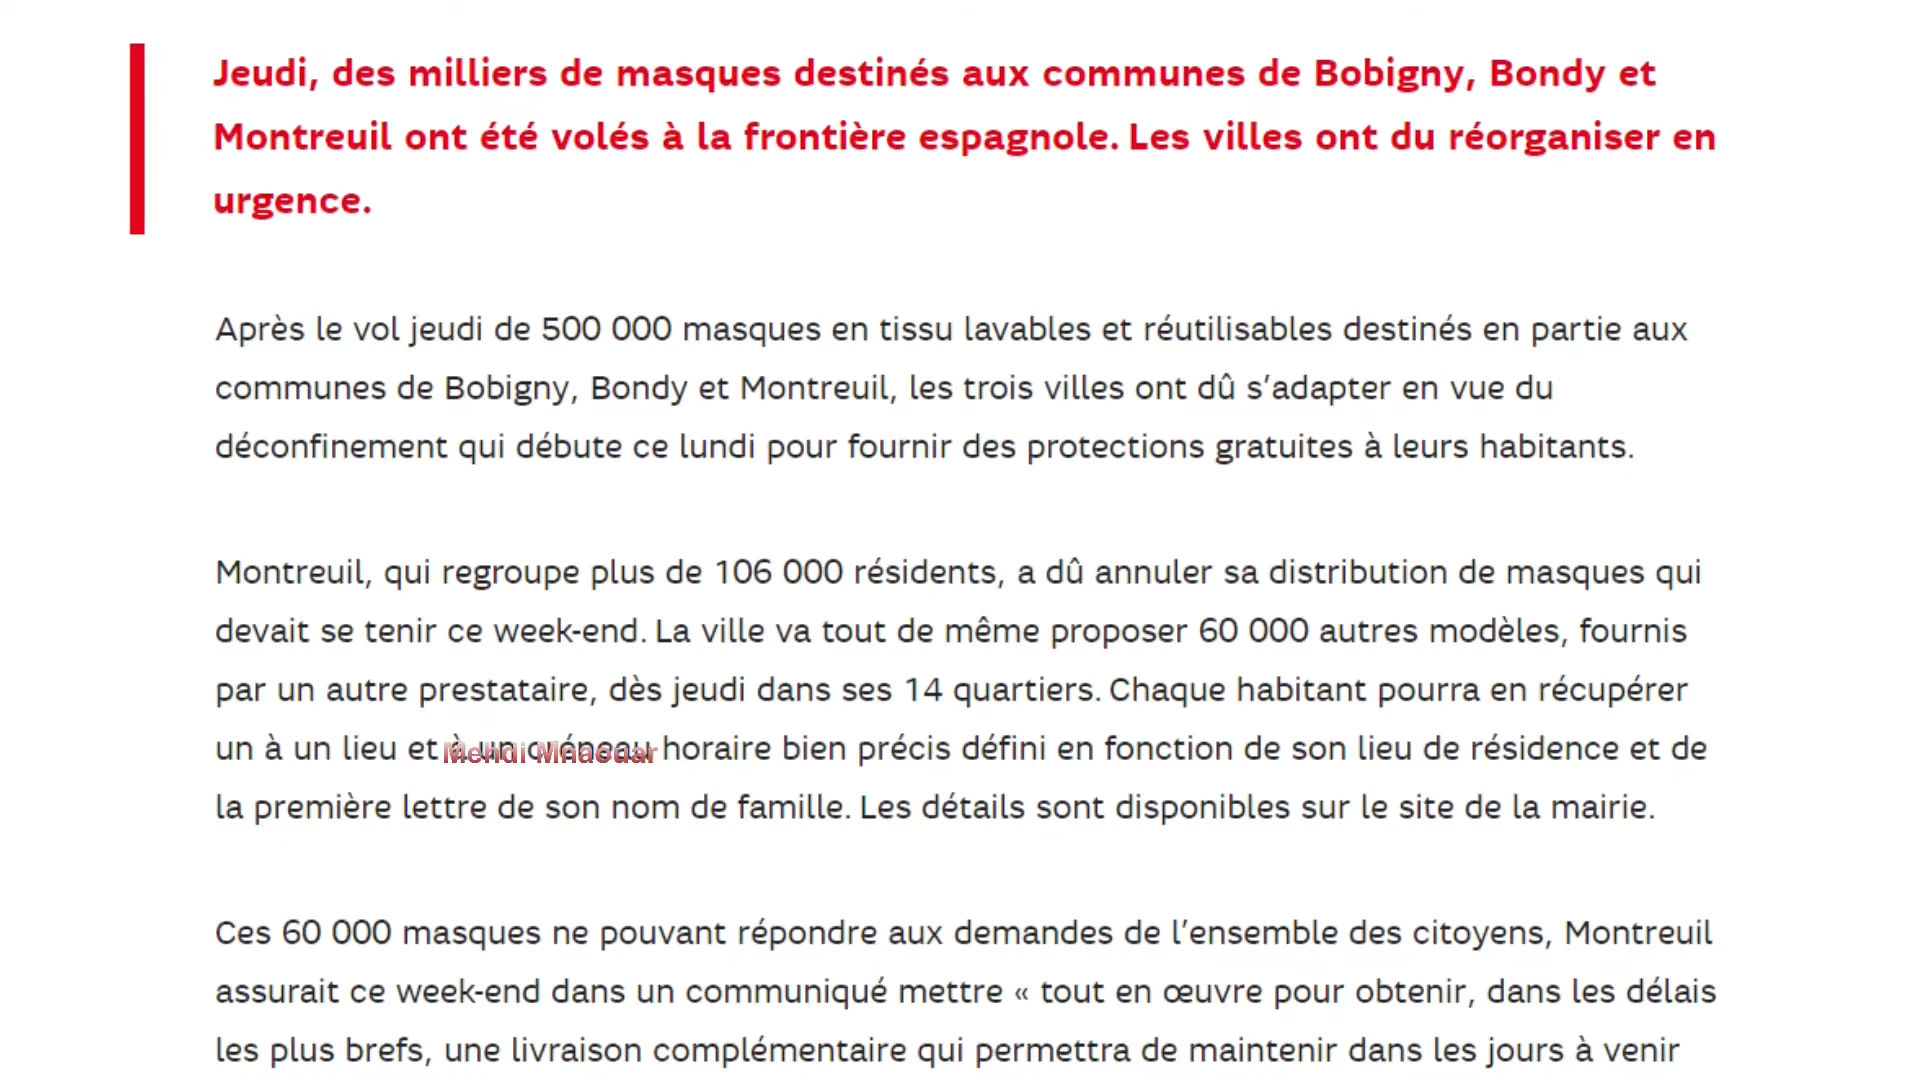 Jeudi, des milliers de masques destinés aux communes de Bobigny, Bondy et
Montreuil ont été volés à la frontière espagnole. Les villes ont du réorganiser en
urgence.
Après le vol jeudi de 500 000 masques en tissu lavables et réutilisables destinés en partie aux
communes de Bobigny, Bondy et Montreuil, les trois villes ont dû s’adapter en vue du
déconfinement qui débute ce lundi pour fournir des protections gratuites à leurs habitants.
Montreuil, qui regroupe plus de 106 000 résidents, a dû annuler sa distribution de masques qui
devait se tenir ce week-end. La ville va tout de même proposer 60 000 autres modèles, fournis
par un autre prestataire, dès jeudi dans ses 14 quartiers. Chaque habitant pourra en récupérer
un à un lieu et à un créneau horaire bien précis défini en fonction de son lieu de résidence et de
Mehdi Mnaouar
la première lettre de son nom de famille. Les détails sont disponibles sur le site de la mairie.
Ces 60 000 masques ne pouvant répondre aux demandes de l’ensemble des citoyens, Montreuil
assurait ce week-end dans un communiqué mettre « tout en œuvre pour obtenir, dans les délais
les plus brefs, une livraison complémentaire qui permettra de maintenir dans les jours à venir